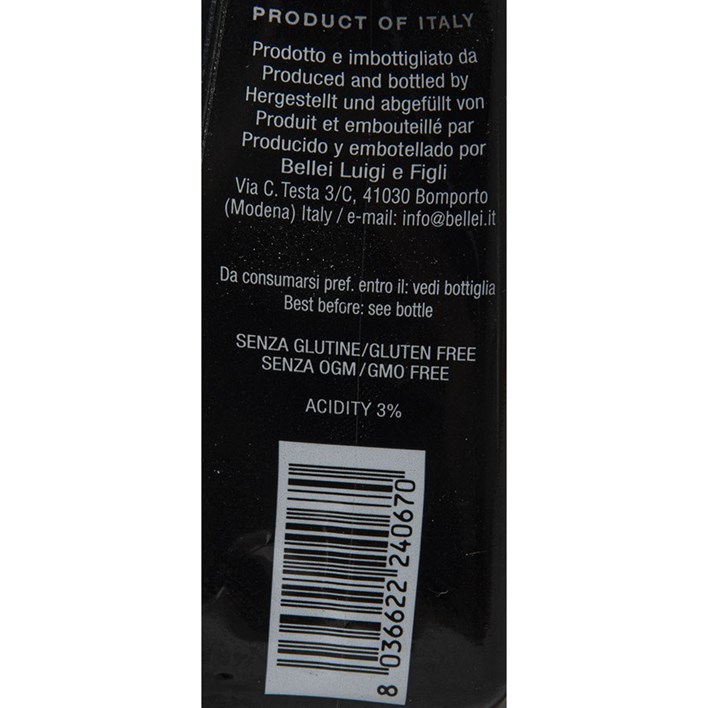 PRODUCT OF ITALY
Prodotto e imbottigliato da
Produced and bottled by
Hergestellt und abgefüllt von
Produit et embouteillé par
Producido y embotellado por
Bellei Luigi e Figli
Via C. Testa 3/C, 41030 Bomporto
(Modena) Italy / e-mail: info@bellei.it
Da consumarsi pref. entro il: vedi bottiglia
Best before: see bottle
SENZA GLUTINE/GLUTEN FREE
SENZA OGM/GMO FREE
ACIDITY 3%
8 036622 240670